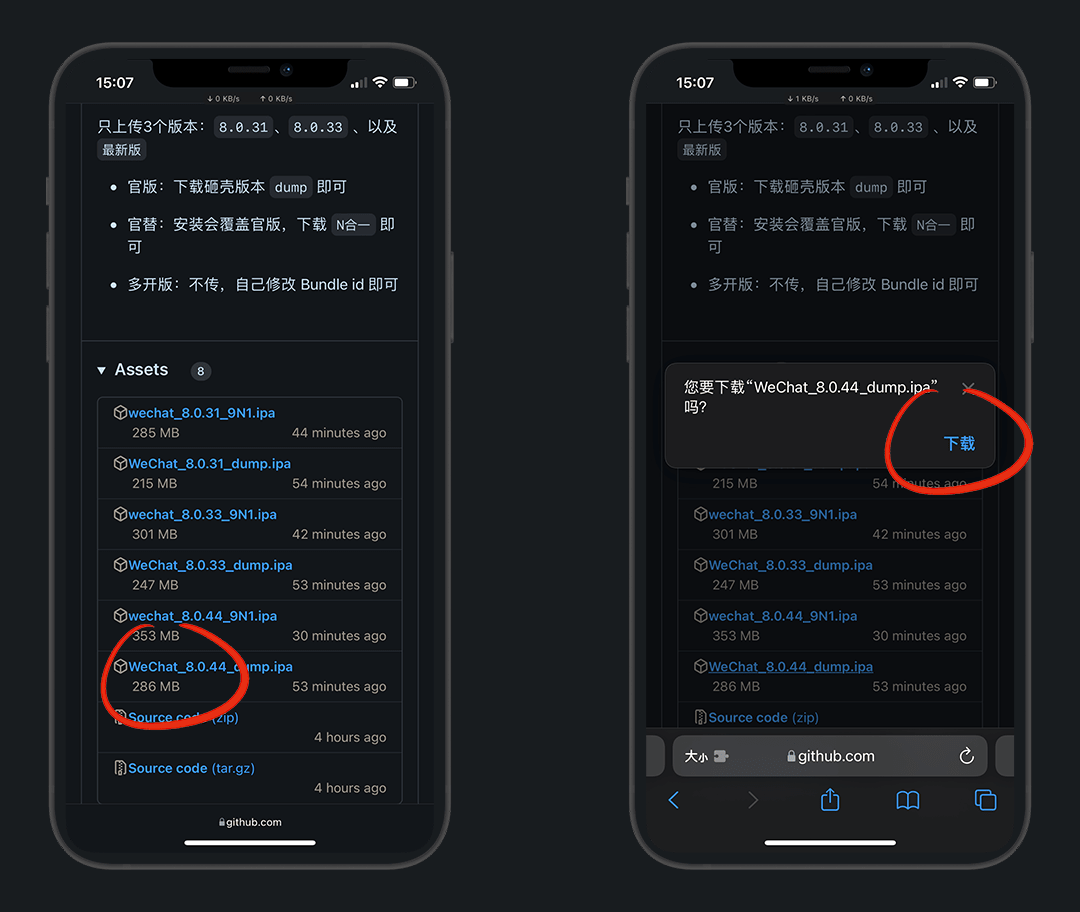 15:07
↓ 0 KB/s ↑ 0 KB/s
只上传3个版本：8.0.31、8.0.33、以及
最新版
• 官版：下载砸壳版本 dump 即可
• 官替：安装会覆盖官版，下载 N合一 即
可
• 多开版：不传，自己修改 Bundle id 即可
▼ Assets 8
wechat_8.0.31_9N1.ipa
285 MB 44 minutes ago
WeChat_8.0.31_dump.ipa
215 MB 54 minutes ago
wechat_8.0.33_9N1.ipa
301 MB 42 minutes ago
WeChat_8.0.33_dump.ipa
247 MB 53 minutes ago
wechat_8.0.44_9N1.ipa
353 MB 30 minutes ago
WeChat_8.0.44_dump.ipa
286 MB 53 minutes ago
Source code (zip)
4 hours ago
Source code (tar.gz)
4 hours ago
github.com
15:07
↓ 1 KB/s ↑ 0 KB/s
只上传3个版本：8.0.31、8.0.33、以及
最新版
• 官版：下载砸壳版本 dump 即可
• 官替：安装会覆盖官版，下载 N合一 即
可
• 多开版：不传，自己修改 Bundle id 即可
您要下载“WeChat_8.0.44_dump.ipa”
吗？
下载
215 MB 54 minutes ago
wechat_8.0.33_9N1.ipa
301 MB 42 minutes ago
WeChat_8.0.33_dump.ipa
247 MB 53 minutes ago
wechat_8.0.44_9N1.ipa
353 MB 30 minutes ago
WeChat_8.0.44_dump.ipa
286 MB 53 minutes ago
Source code (zip)
大小 github.com